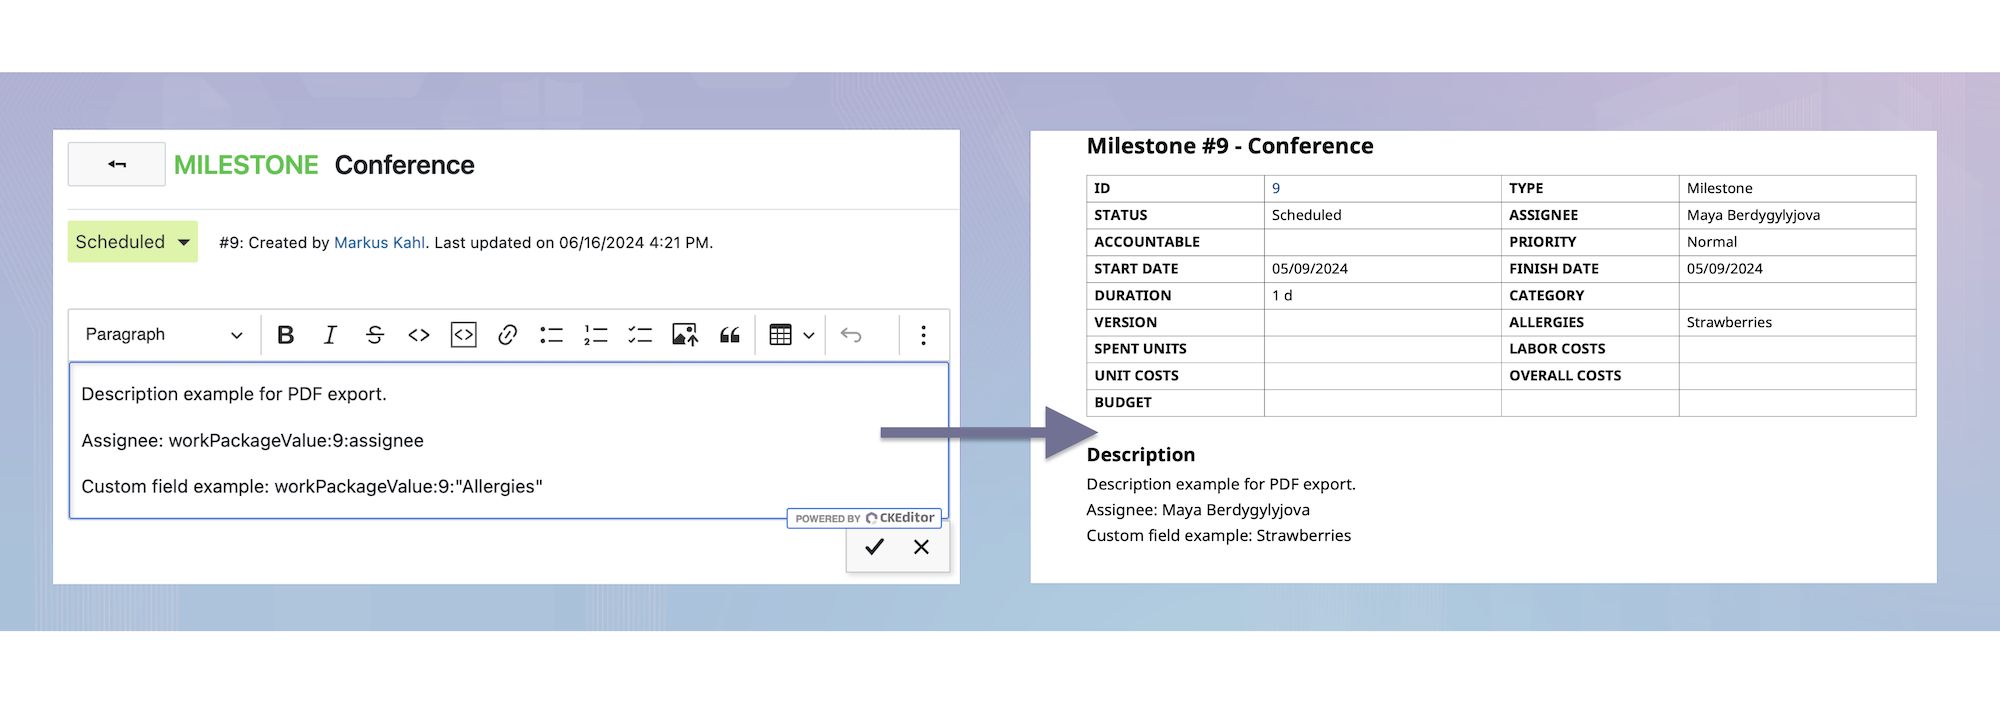 MILESTONE Conference
Scheduled #9: Created by Markus Kahl. Last updated on 06/16/2024 4:21 PM.
Paragraph B I S
Description example for PDF export.
Assignee: workPackageValue:9:assignee
Custom field example: workPackageValue:9:"Allergies"
POWERED BY CKEditor
Milestone #9 - Conference
ID 9 TYPE Milestone
STATUS Scheduled ASSIGNEE Maya Berdygylyjova
ACCOUNTABLE PRIORITY Normal
START DATE 05/09/2024 FINISH DATE 05/09/2024
DURATION 1 d CATEGORY
VERSION ALLERGIES Strawberries
SPENT UNITS LABOR COSTS
UNIT COSTS OVERALL COSTS
BUDGET
Description
Description example for PDF export.
Assignee: Maya Berdygylyjova
Custom field example: Strawberries